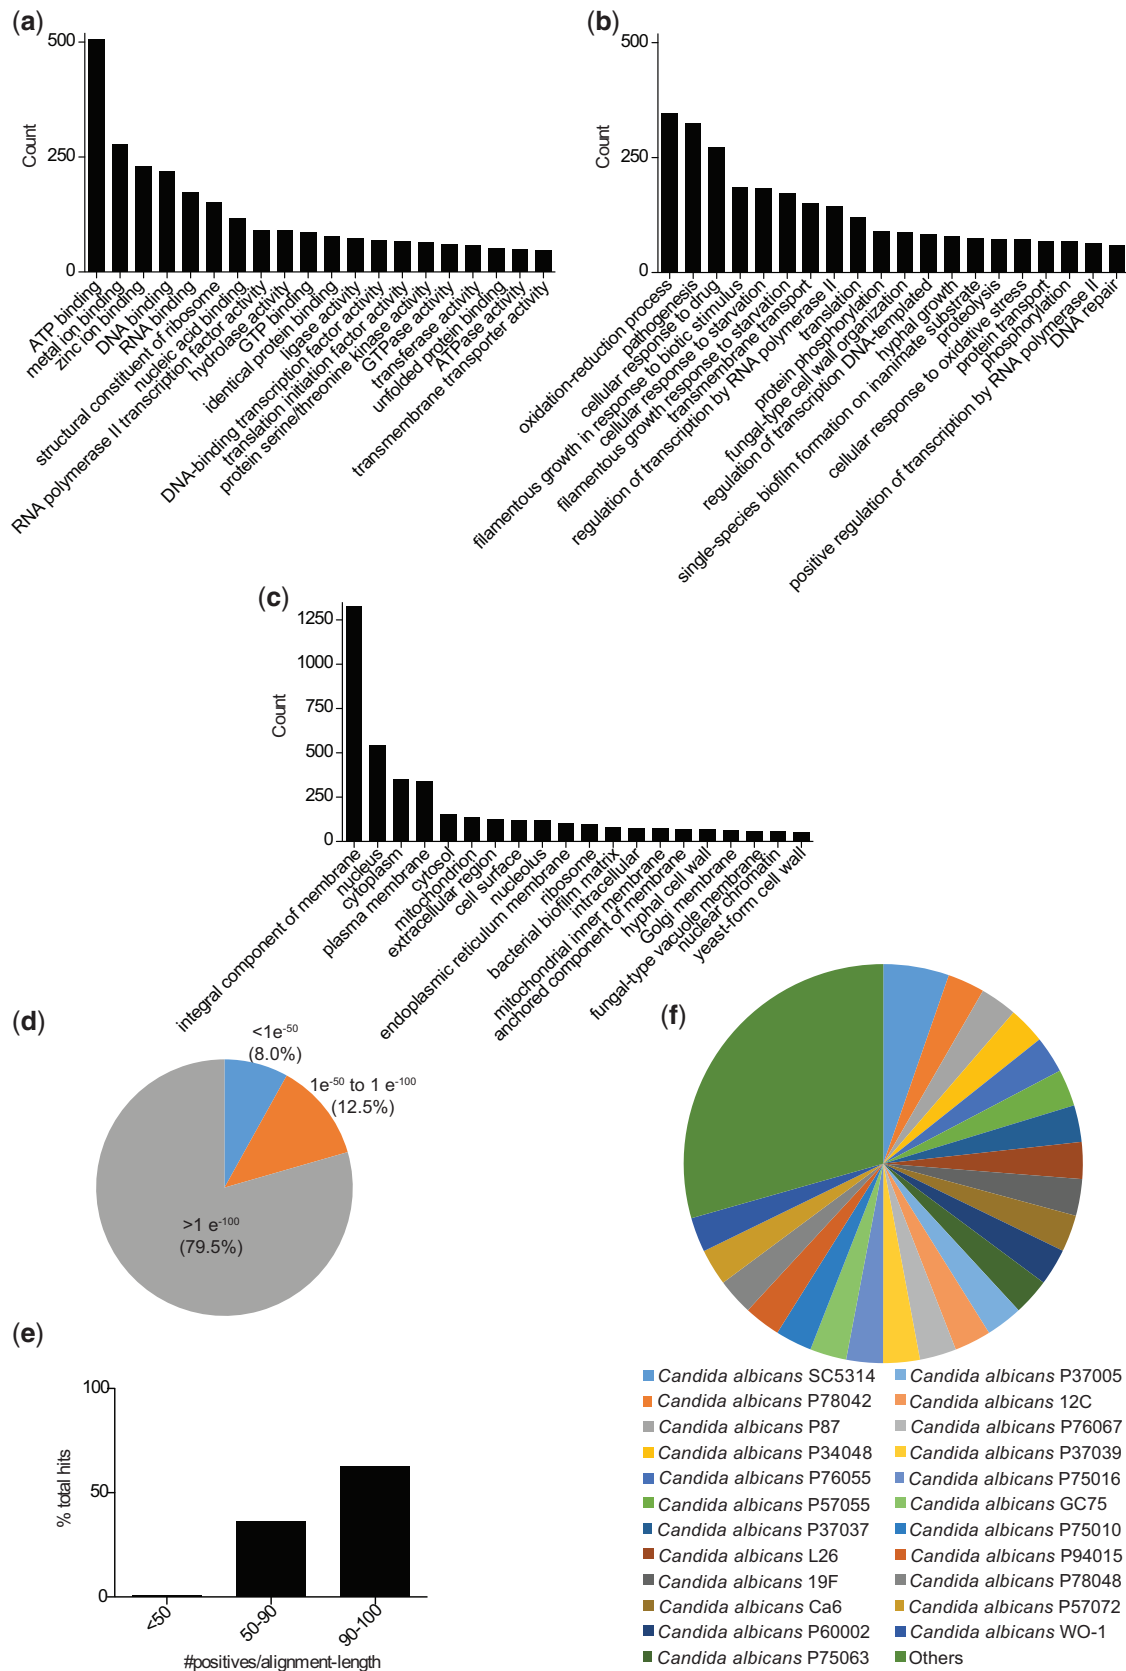 (a)
500
250
0
Count
ATP binding
metal ion binding
zinc ion binding
DNA binding
RNA binding
structural constituent of ribosome
nucleic acid binding
RNA polymerase II transcription factor activity
hydrolase activity
GTP binding
identical protein binding
ligase activity
DNA-binding transcription factor activity
translation initiation factor activity
protein serine/threonine kinase activity
GTPase activity
transferase activity
unfolded protein binding
ATPase activity
transmembrane transporter activity
(b)
500
250
0
Count
oxidation-reduction process
pathogenesis
cellular response to drug
filamentous growth in response to biotic stimulus
cellular response to starvation
filamentous growth response to starvation
transmembrane transport
regulation of transcription by RNA polymerase II
translation
protein phosphorylation
fungal-type cell wall organization
regulation of transcription DNA-templated
hyphal growth
single-species biofilm formation on inanimate substrate
proteolysis
cellular response to oxidative stress
protein transport
phosphorylation
positive regulation of transcription by RNA polymerase II
DNA repair
(c)
1250
1000
750
500
250
0
Count
integral component of membrane
nucleus
cytoplasm
plasma membrane
cytosol
mitochondrion
extracellular region
cell surface
nucleolus
endoplasmic reticulum membrane
ribosome
bacterial biofilm matrix
intracellular
mitochondrial inner membrane
anchored component of membrane
hyphal cell wall
Golgi membrane
fungal-type vacuole membrane
nuclear chromatin
yeast-form cell wall
(d)
<1e-50
(8.0%)
1e-50 to 1 e-100
(12.5%)
>1 e-100
(79.5%)
(e)
100
50
0
% total hits
<50
50-90
90-100
#positives/alignment-length
(f)
Candida albicans SC5314
Candida albicans P78042
Candida albicans P87
Candida albicans P34048
Candida albicans P76055
Candida albicans P57055
Candida albicans P37037
Candida albicans L26
Candida albicans 19F
Candida albicans Ca6
Candida albicans P60002
Candida albicans P75063
Candida albicans P37005
Candida albicans 12C
Candida albicans P76067
Candida albicans P37039
Candida albicans P75016
Candida albicans GC75
Candida albicans P75010
Candida albicans P94015
Candida albicans P78048
Candida albicans P57072
Candida albicans WO-1
Others